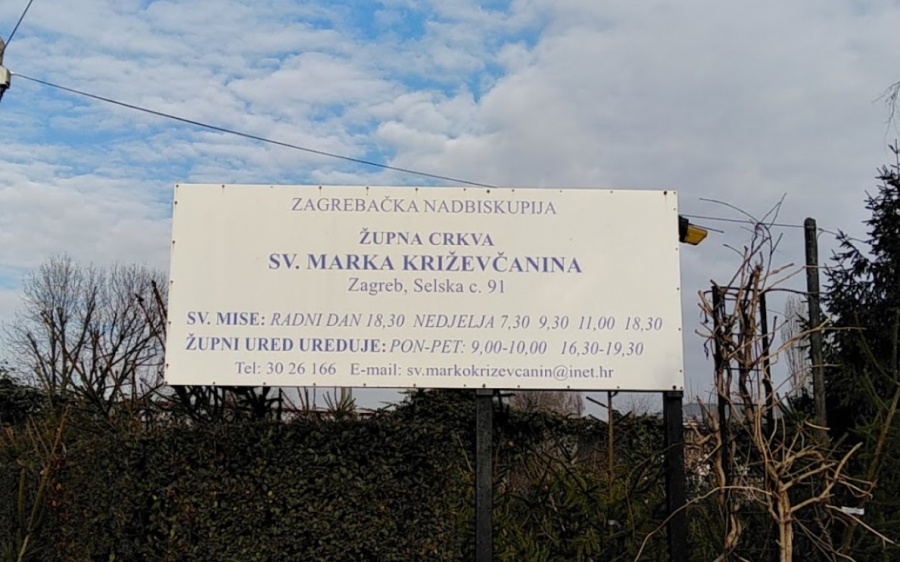 ZAGREBAČKA NADBISKUPIJA
ŽUPNA CRKVA
SV. MARKA KRIŽEVČANINA
Zagreb, Selska c. 91
SV. MISE: RADNI DAN 18,30 NEDJELJA 7,30 9,30 11,00 18,30
ŽUPNI URED UREDUJE: PON-PET: 9,00-10,00 16,30-19,30
Tel: 30 26 166 E-mail: sv.markokrizevcanin@inet.hr